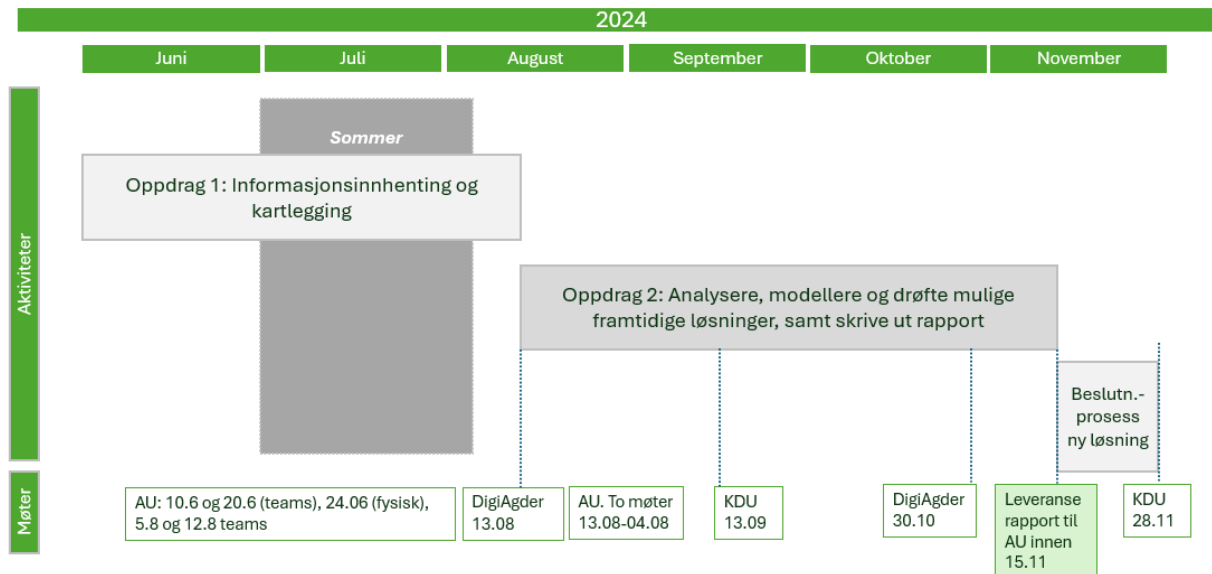 2024
Juni
Juli
August
September
Oktober
November
Aktiviteter
Sommer
Oppdrag 1: Informasjonsinnhenting og
kartlegging
Oppdrag 2: Analysere, modellere og drøfte mulige
framtidige løsninger, samt skrive ut rapport
Beslutn.-
prosess
ny løsning
Møter
AU: 10.6 og 20.6 (teams), 24.06 (fysisk),
5.8 og 12.8 teams
DigiAgder
13.08
AU. To møter
13.08-04.08
KDU
13.09
DigiAgder
30.10
Leveranse
rapport til
AU innen
15.11
KDU
28.11